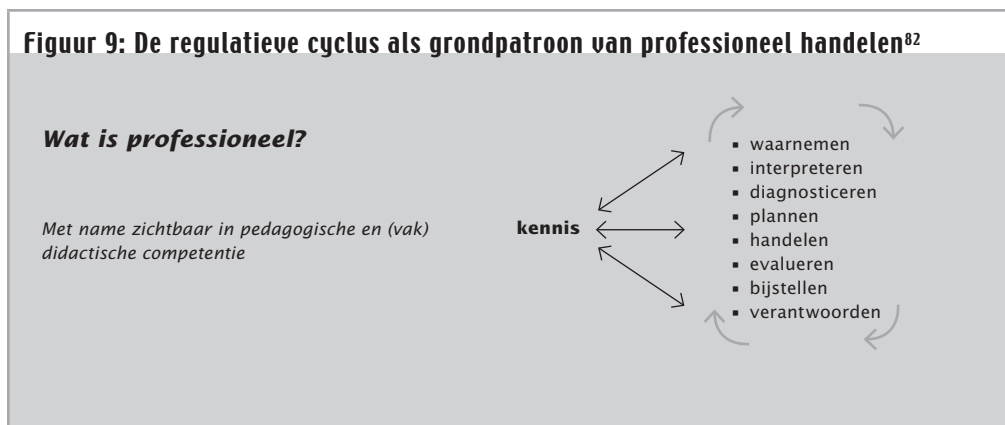 Figuur 9: De regulatieve cyclus als grondpatroon van professioneel handelen82
Wat is professioneel?
Met name zichtbaar in pedagogische en (vak)
didactische competentie
kennis
▪ waarnemen
▪ interpreteren
▪ diagnosticeren
▪ plannen
▪ handelen
▪ evalueren
▪ bijstellen
▪ verantwoorden